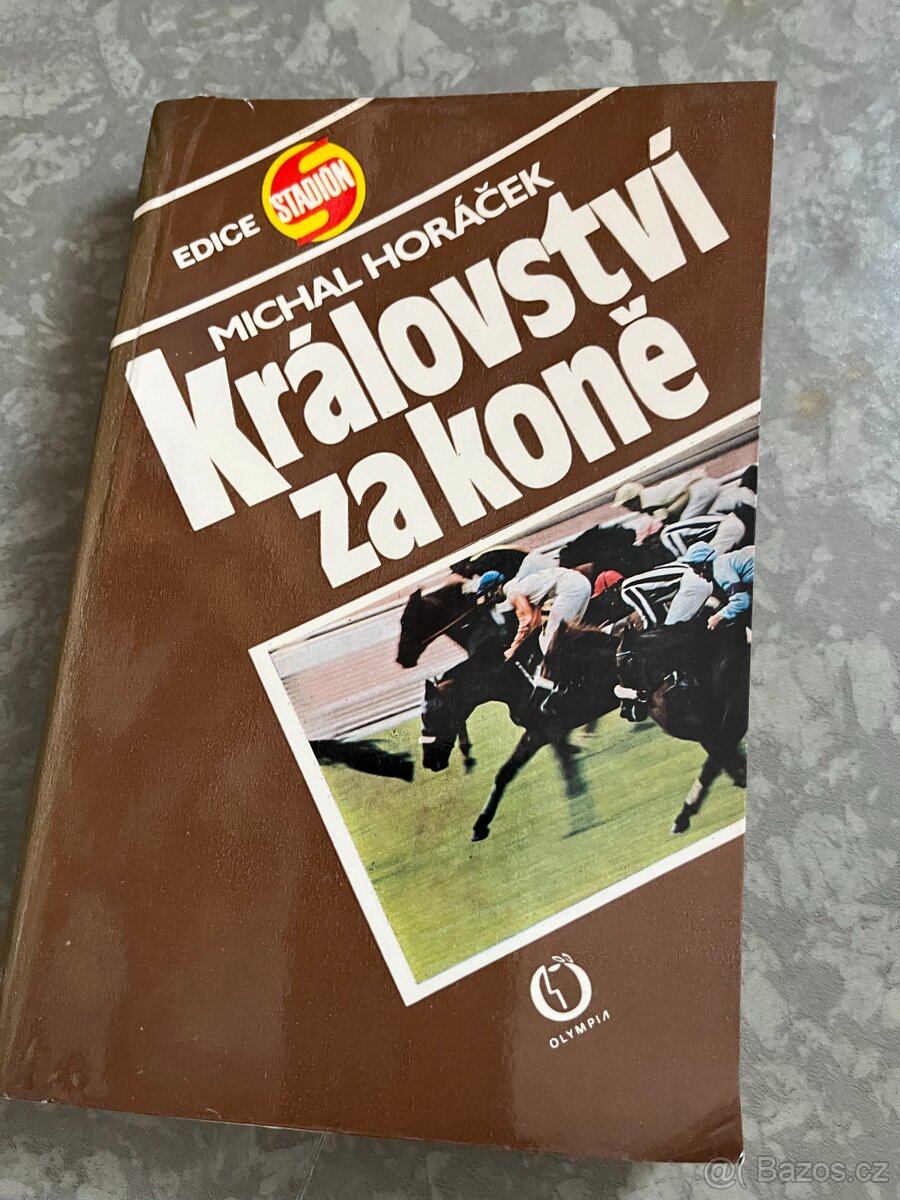 EDICE STADION
MICHAL HORÁČEK
Království
za koně
OLYMPIA
@ Bazos.cz